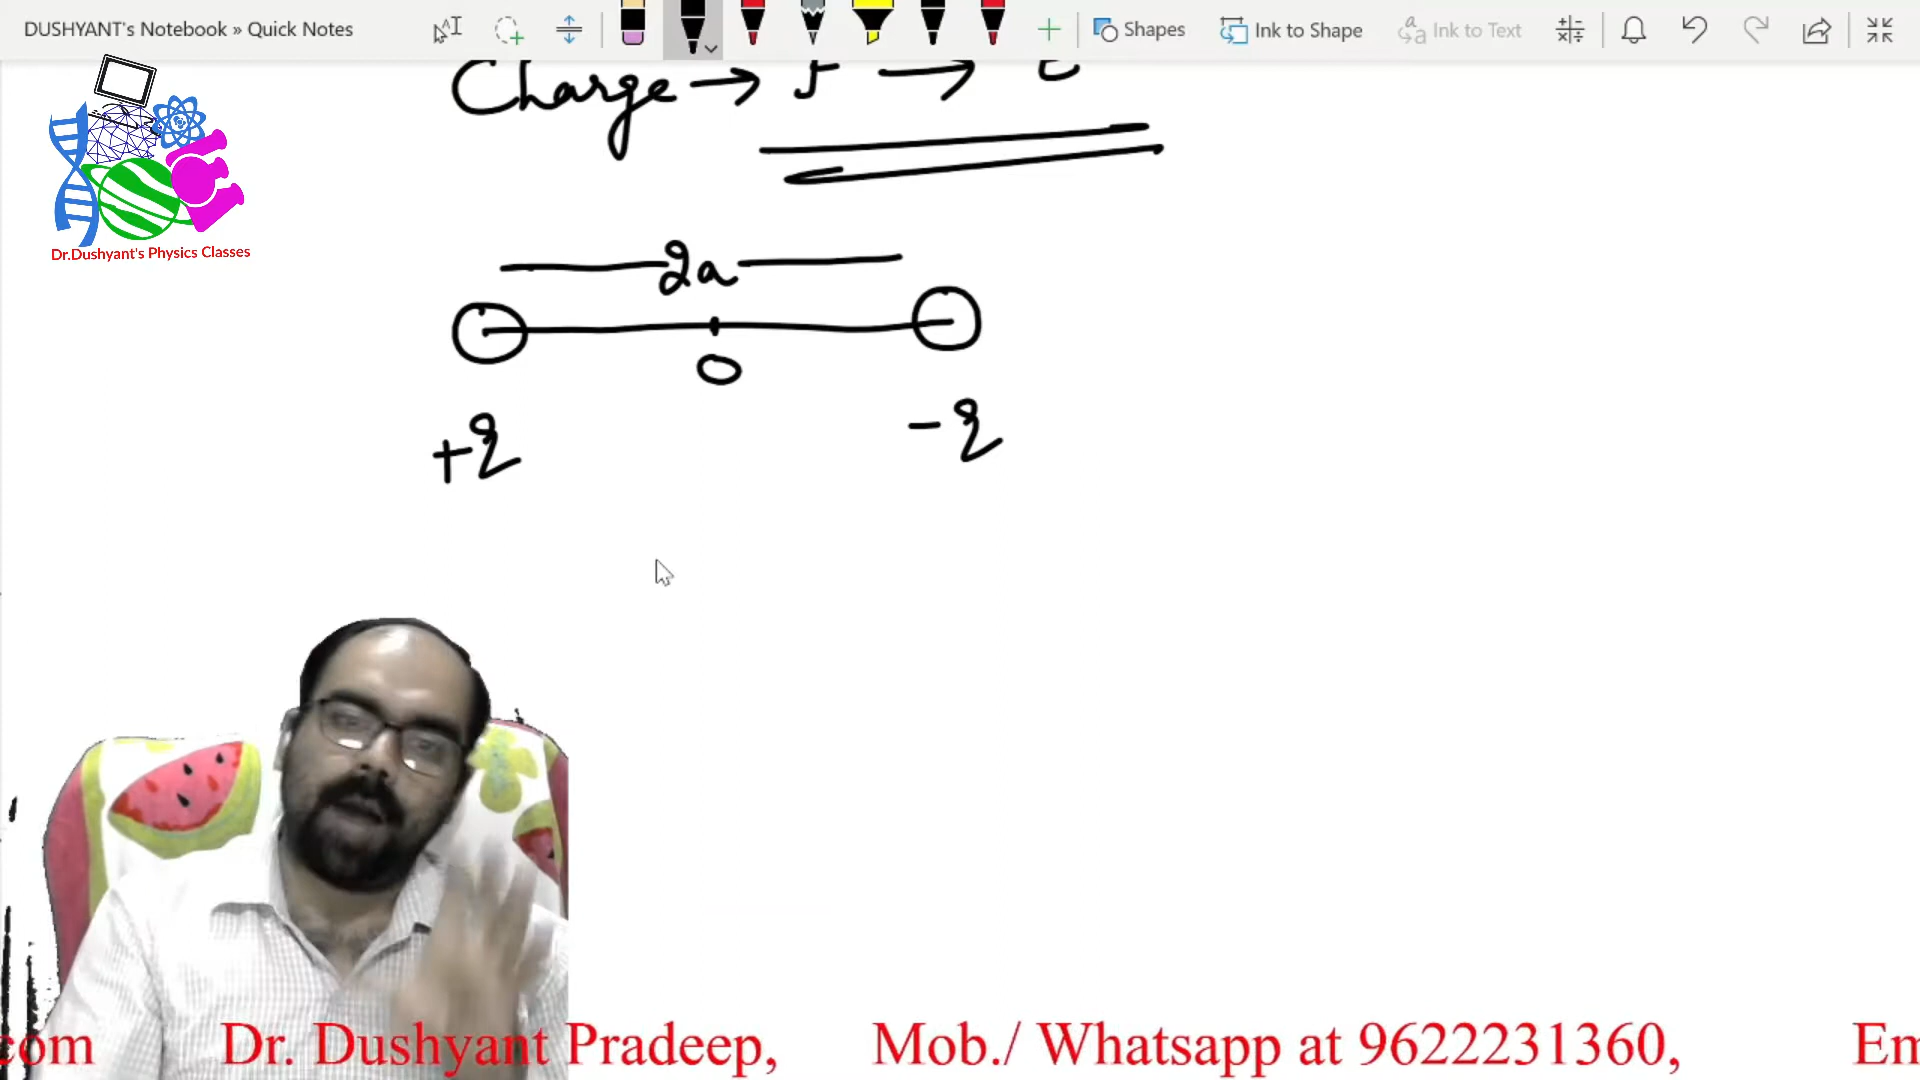 DUSHYANT's Notebook » Quick Notes
Shapes
Ink to Shape
Ink to Text
Charge → F → E
Dr.Dushyant's Physics Classes
2a
O
+q
-q
com Dr. Dushyant Pradeep, Mob./ Whatsapp at 9622231360, Em